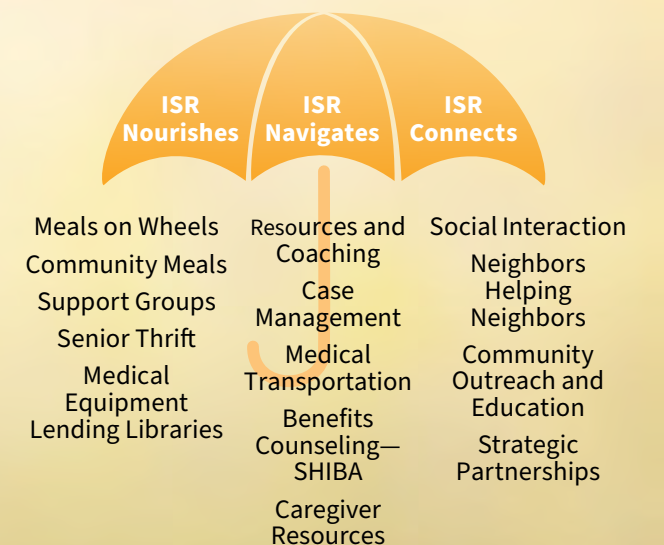 ISR
Nourishes
Meals on Wheels
Community Meals
Support Groups
Senior Thrift
Medical
Equipment
Lending Libraries
ISR
Navigates
Resources and
Coaching
Case
Management
Medical
Transportation
Benefits
Counseling—
SHIBA
Caregiver
Resources
ISR
Connects
Social Interaction
Neighbors
Helping
Neighbors
Community
Outreach and
Education
Strategic
Partnerships